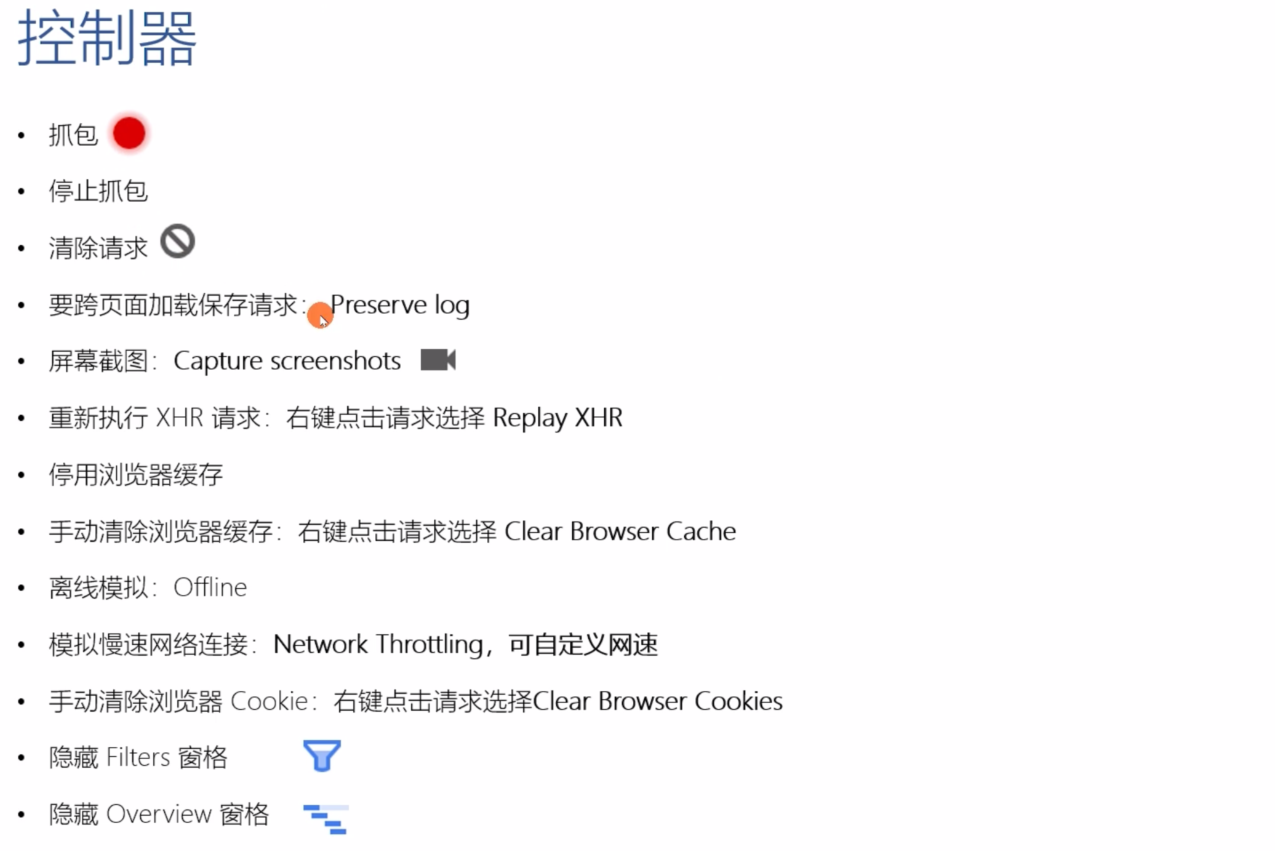 控制器
• 抓包
• 停止抓包
• 清除请求
• 要跨页面加载保存请求： Preserve log
• 屏幕截图：Capture screenshots
• 重新执行 XHR 请求：右键点击请求选择 Replay XHR
• 停用浏览器缓存
• 手动清除浏览器缓存：右键点击请求选择 Clear Browser Cache
• 离线模拟：Offline
• 模拟慢速网络连接：Network Throttling，可自定义网速
• 手动清除浏览器 Cookie：右键点击请求选择Clear Browser Cookies
• 隐藏 Filters 窗格
• 隐藏 Overview 窗格